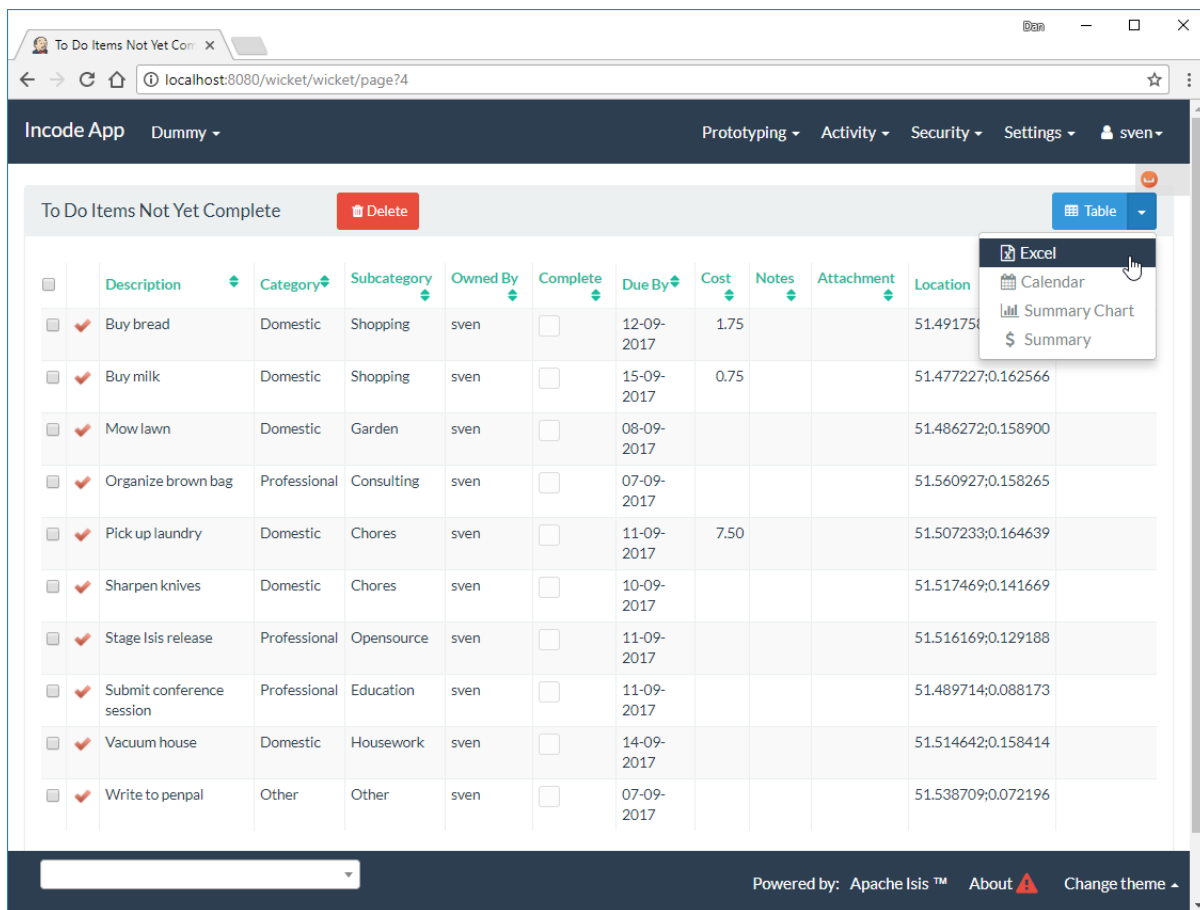 Dan
To Do Items Not Yet Com
localhost:8080/wicket/wicket/page?4
Incode App Dummy Prototyping Activity Security Settings sven
To Do Items Not Yet Complete Delete Table
Excel
Calendar
Summary Chart
$ Summary
Description Category Subcategory Owned By Complete Due By Cost Notes Attachment Location
Buy bread Domestic Shopping sven 12-09- 1.75 51.491758
2017
Buy milk Domestic Shopping sven 15-09- 0.75 51.477227;0.162566
2017
Mow lawn Domestic Garden sven 08-09- 51.486272;0.158900
2017
Organize brown bag Professional Consulting sven 07-09- 51.560927;0.158265
2017
Pick up laundry Domestic Chores sven 11-09- 7.50 51.507233;0.164639
2017
Sharpen knives Domestic Chores sven 10-09- 51.517469;0.141669
2017
Stage Isis release Professional Opensource sven 11-09- 51.516169;0.129188
2017
Submit conference Professional Education sven 11-09- 51.489714;0.088173
session 2017
Vacuum house Domestic Housework sven 14-09- 51.514642;0.158414
2017
Write to penpal Other Other sven 07-09- 51.538709;0.072196
2017
Powered by: Apache Isis ™ About Change theme